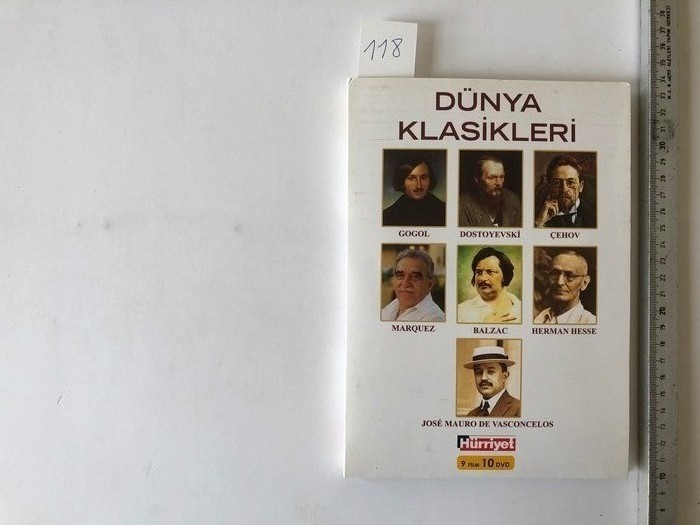 118
DÜNYA
KLASİKLERİ
GOGOL
DOSTOYEVSKİ
ÇEHOV
MARQUEZ
BALZAC
HERMAN HESSE
JOSÉ MAURO DE VASCONCELOS
Hürriyet
9 FİLM 10 DVD